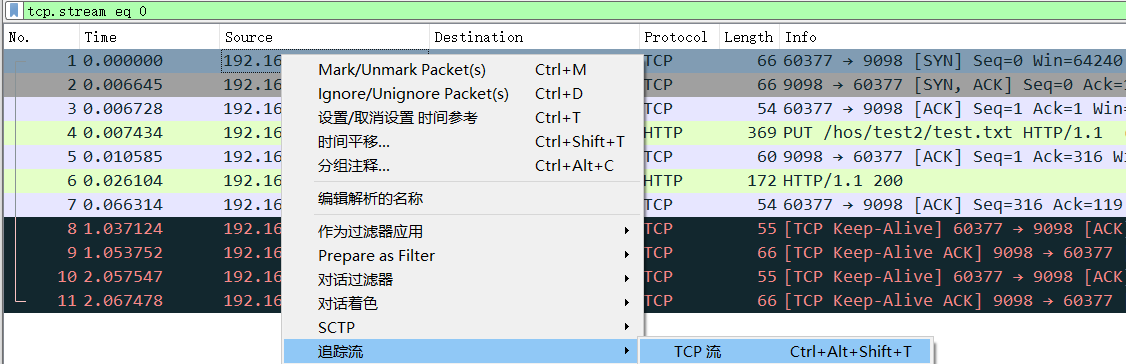 tcp.stream eq 0
No. Time Source Destination Protocol Length Info
1 0.000000 192.16 TCP 66 60377 → 9098 [SYN] Seq=0 Win=64240
2 0.006645 192.16 TCP 66 9098 → 60377 [SYN, ACK] Seq=0 Ack=
3 0.006728 192.16 TCP 54 60377 → 9098 [ACK] Seq=1 Ack=1 Win=
4 0.007434 192.16 HTTP 369 PUT /hos/test2/test.txt HTTP/1.1
5 0.010585 192.16 TCP 60 9098 → 60377 [ACK] Seq=1 Ack=316 W
6 0.026104 192.16 HTTP 172 HTTP/1.1 200
7 0.066314 192.16 TCP 54 60377 → 9098 [ACK] Seq=316 Ack=119
8 1.037124 192.16 TCP 55 [TCP Keep-Alive] 60377 → 9098 [ACK
9 1.053752 192.16 TCP 66 [TCP Keep-Alive ACK] 9098 → 60377
10 2.057547 192.16 TCP 55 [TCP Keep-Alive] 60377 → 9098 [ACK
11 2.067478 192.16 TCP 66 [TCP Keep-Alive ACK] 9098 → 60377
Mark/Unmark Packet(s) Ctrl+M
Ignore/Unignore Packet(s) Ctrl+D
设置/取消设置 时间参考 Ctrl+T
时间平移... Ctrl+Shift+T
分组注释... Ctrl+Alt+C
编辑解析的名称
作为过滤器应用
Prepare as Filter
对话过滤器
对话着色
SCTP
追踪流
TCP 流 Ctrl+Alt+Shift+T